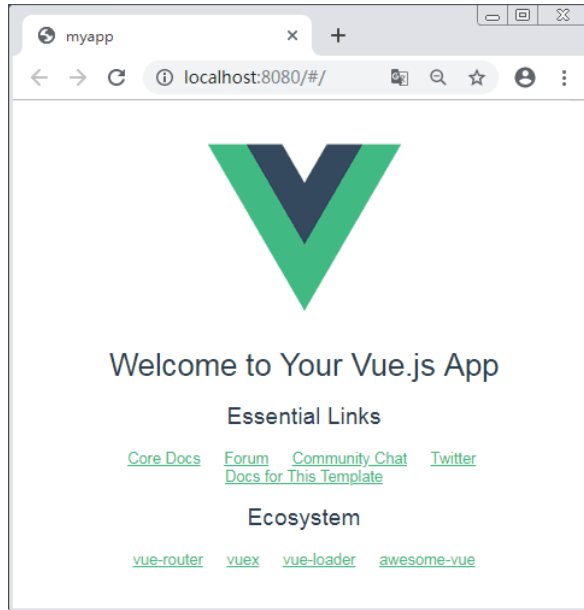 myapp
localhost:8080/#/
Welcome to Your Vue.js App
Essential Links
Core Docs Forum Community Chat Twitter
Docs for This Template
Ecosystem
vue-router vuex vue-loader awesome-vue